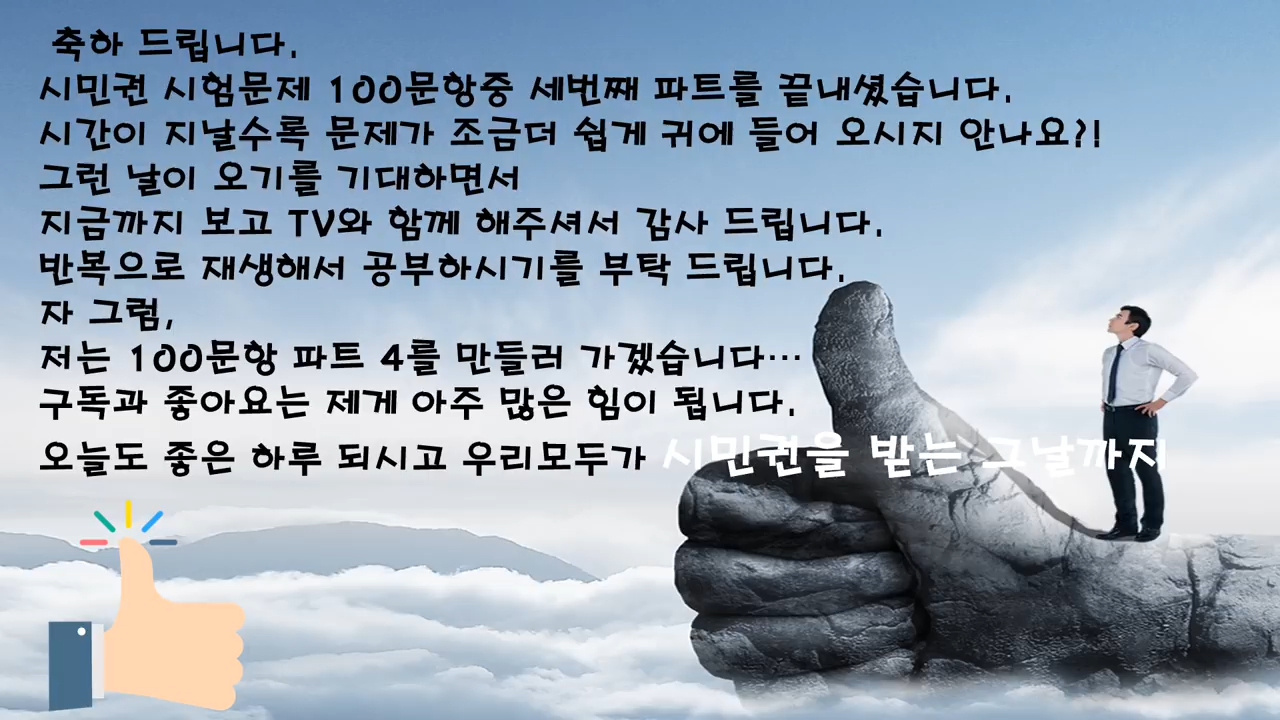 축하 드립니다.
시민권 시험문제 100문항중 세번째 파트를 끝내셨습니다.
시간이 지날수록 문제가 조금더 쉽게 귀에 들어 오시지 안나요?!
그런 날이 오기를 기대하면서
지금까지 보고 TV와 함께 해주셔서 감사 드립니다.
반복으로 재생해서 공부하시기를 부탁 드립니다.
자 그럼,
저는 100문항 파트 4를 만들러 가겠습니다…
구독과 좋아요는 제게 아주 많은 힘이 됩니다.
오늘도 좋은 하루 되시고 우리모두가 시민권을 받는 그날까지